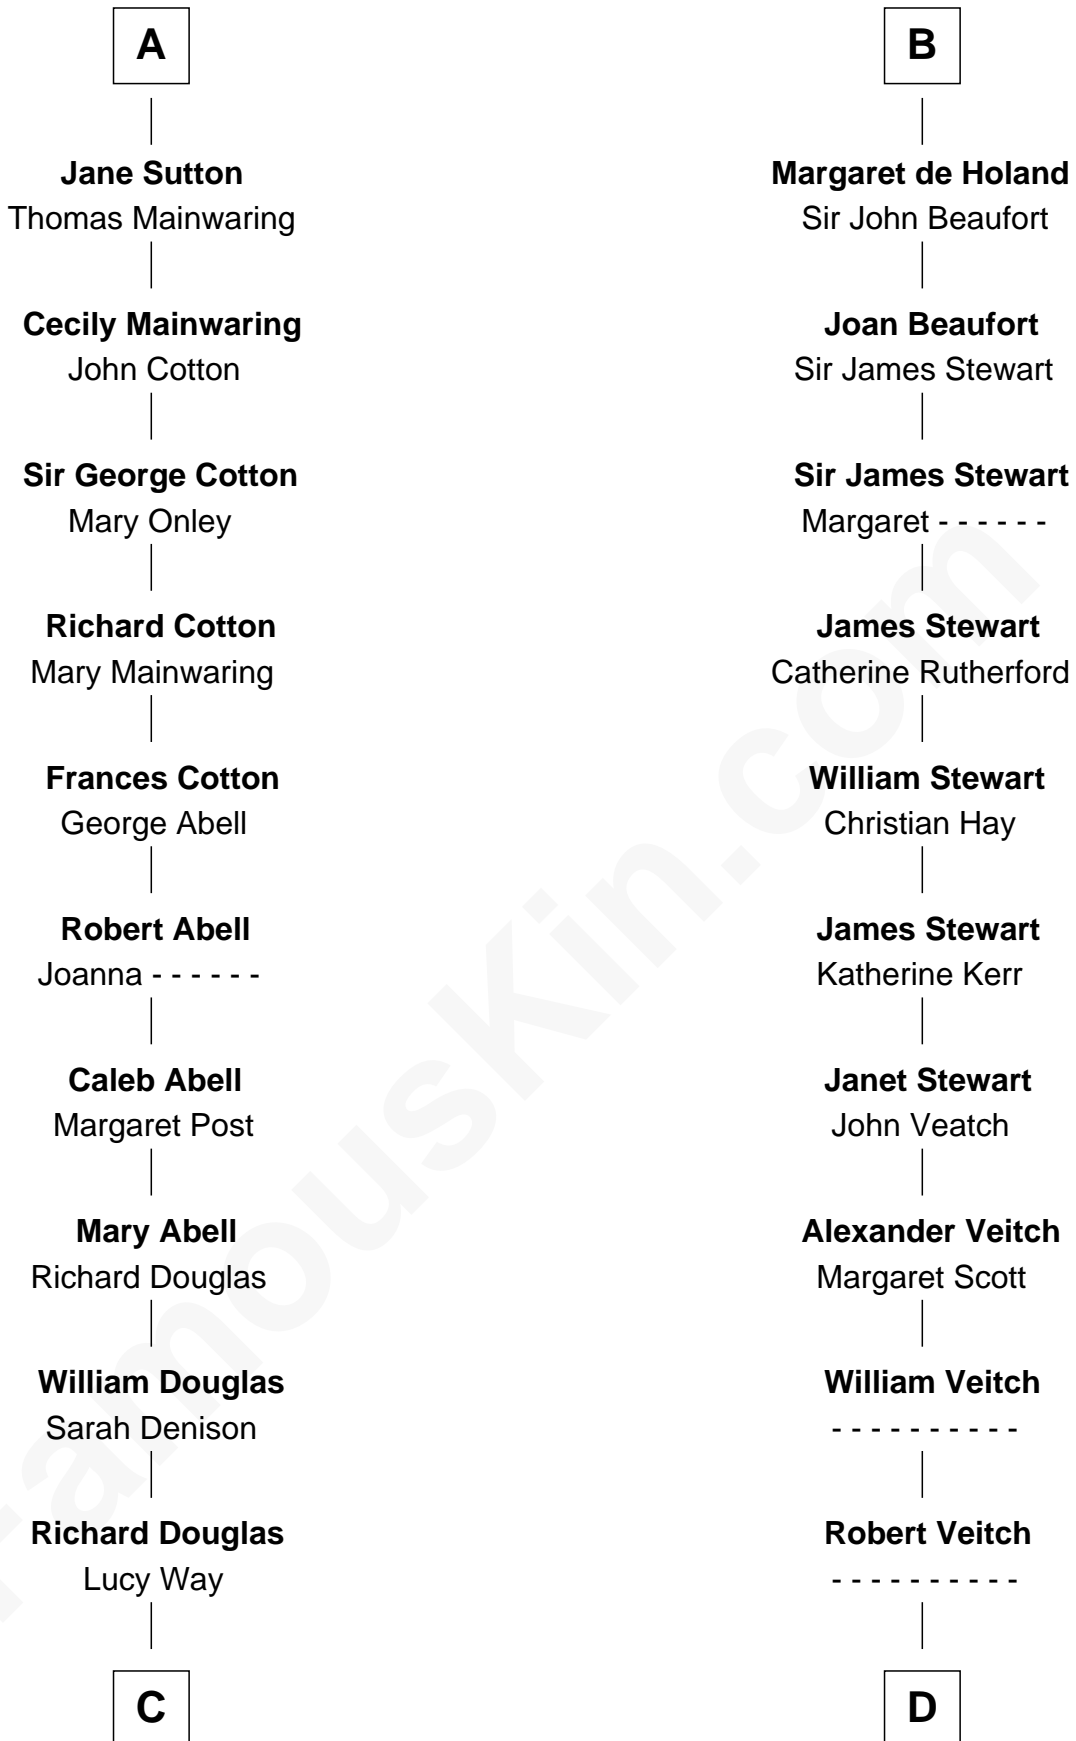 A
Jane Sutton
Thomas Mainwaring
Cecily Mainwaring
John Cotton
Sir George Cotton
Mary Onley
Richard Cotton
Mary Mainwaring
Frances Cotton
George Abell
Robert Abell
Joanna - - - - - -
Caleb Abell
Margaret Post
Mary Abell
Richard Douglas
William Douglas
Sarah Denison
Richard Douglas
Lucy Way
C
B
Margaret de Holand
Sir John Beaufort
Joan Beaufort
Sir James Stewart
Sir James Stewart
Margaret - - - - - -
James Stewart
Catherine Rutherford
William Stewart
Christian Hay
James Stewart
Katherine Kerr
Janet Stewart
John Veatch
Alexander Veitch
Margaret Scott
William Veitch
- - - - - - - - - -
Robert Veitch
- - - - - - - - - -
D
FamousKin.com